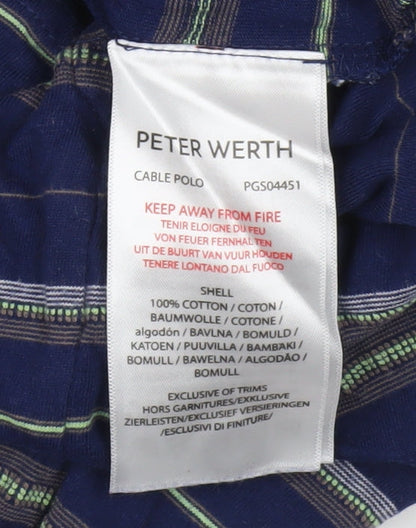 PETER WERTH
CABLE POLO PGS04451
KEEP AWAY FROM FIRE
TENIR ELOIGNE DU FEU
VON FEUER FERNHALTEN
UIT DE BUURT VAN VUUR HOUDEN
TENERE LONTANO DAL FUOCO
SHELL
100% COTTON / COTON /
BAUMWOLLE / COTONE /
algodón / BAVLNA / BOMULD /
KATOEN / PUUVILLA / BAMBAKI /
BOMULL / BAWELNA / ALGODÃO /
BOMULL
EXCLUSIVE OF TRIMS
HORS GARNITURES/EXKLUSIV
ZIERLEISTEN/EXCLUSIEF VERSIERINGEN
/ESCLUSIVI DI FINITURE/